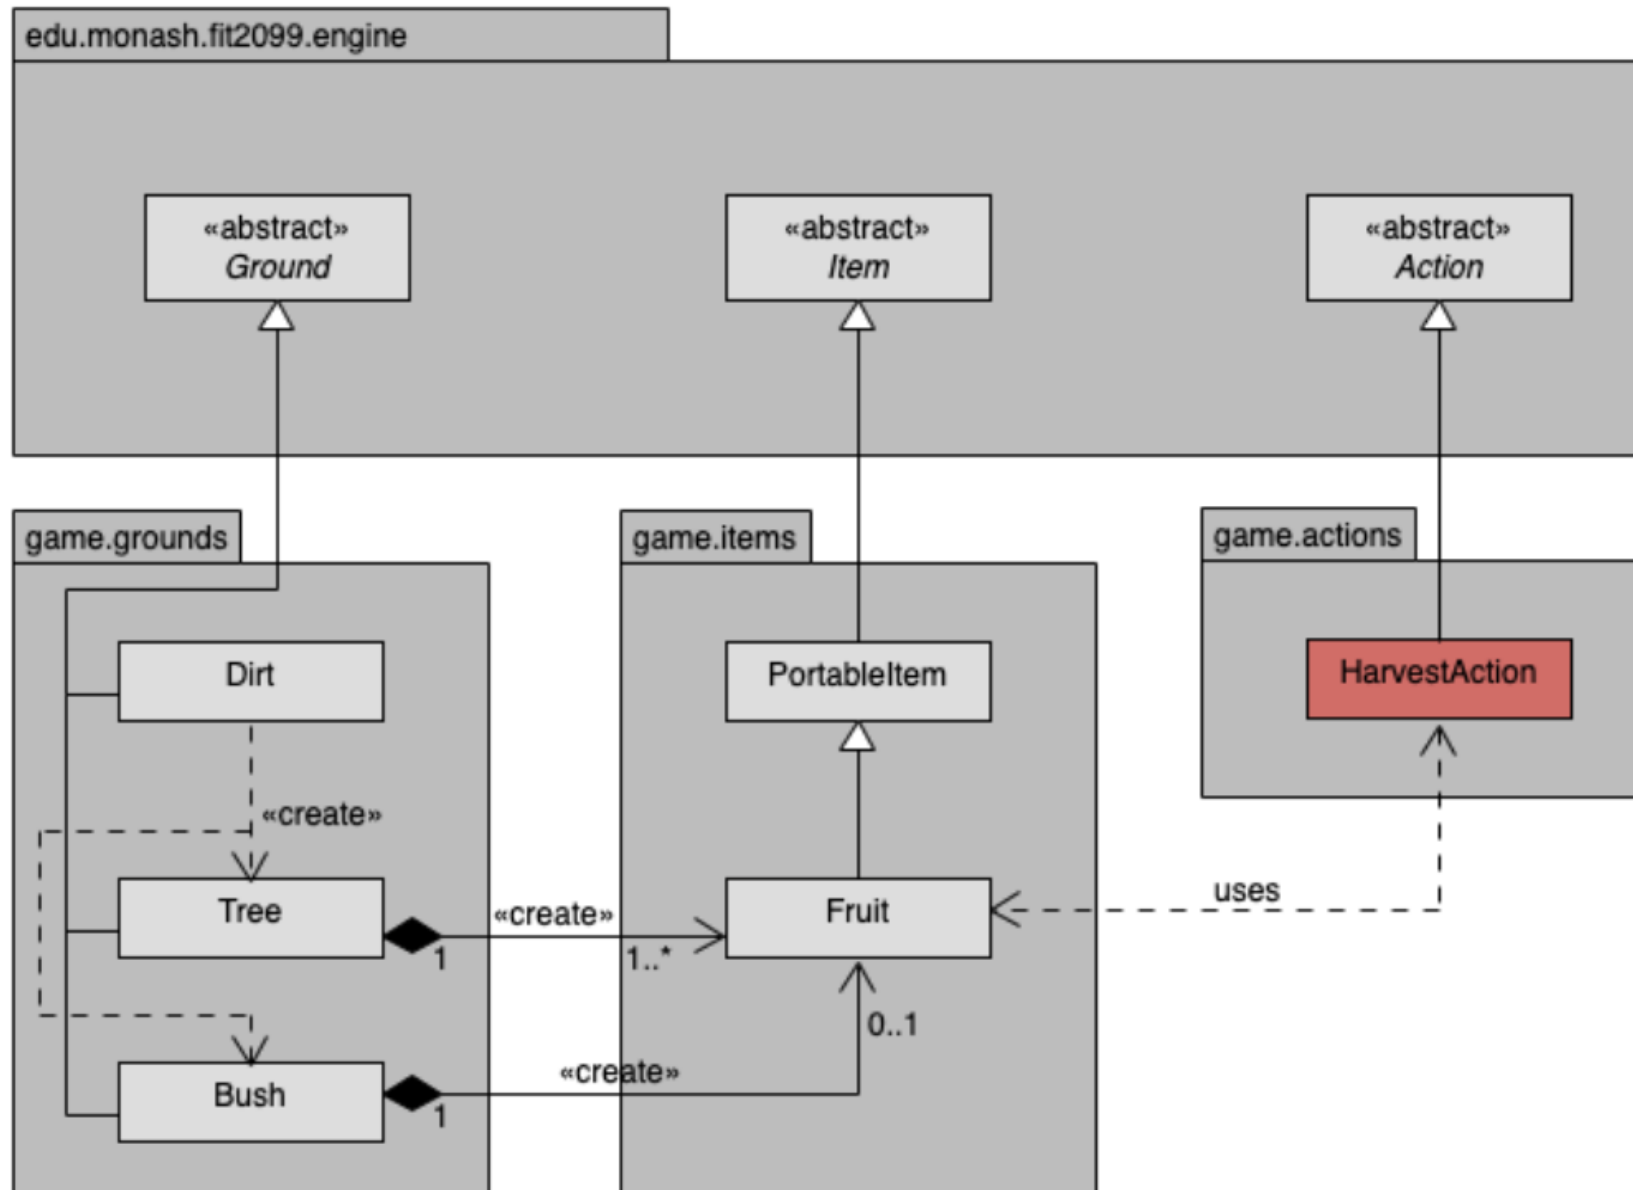 edu.monash.fit2099.engine
«abstract»
Ground
«abstract»
Item
«abstract»
Action
game.grounds
game.items
game.actions
Dirt
PortableItem
HarvestAction
«create»
Tree
1
«create»
1..*
Fruit
uses
0..1
Bush
1
«create»